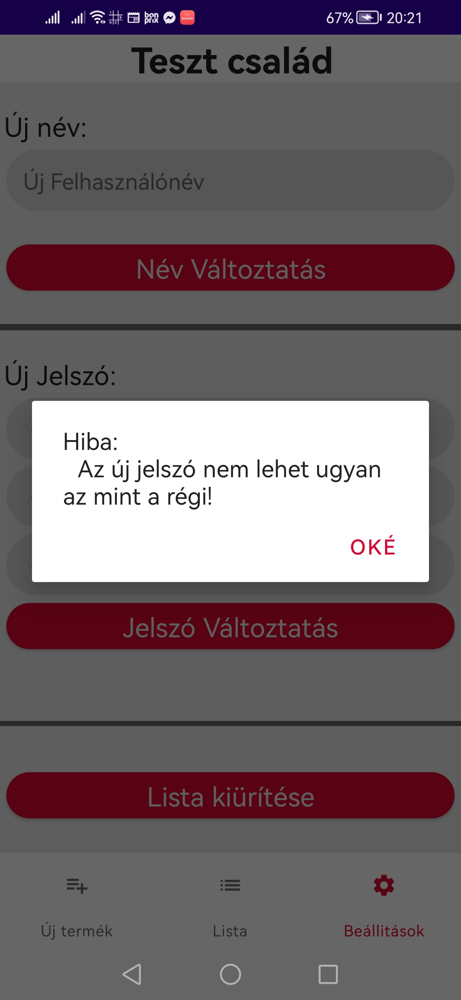 67% 20:21
Teszt család
Új név:
Új Felhasználónév
Név Változtatás
Új Jelszó:
Hiba:
Az új jelszó nem lehet ugyan
az mint a régi!
OKÉ
Jelszó Változtatás
Lista kiürítése
Új termék
Lista
Beállitások